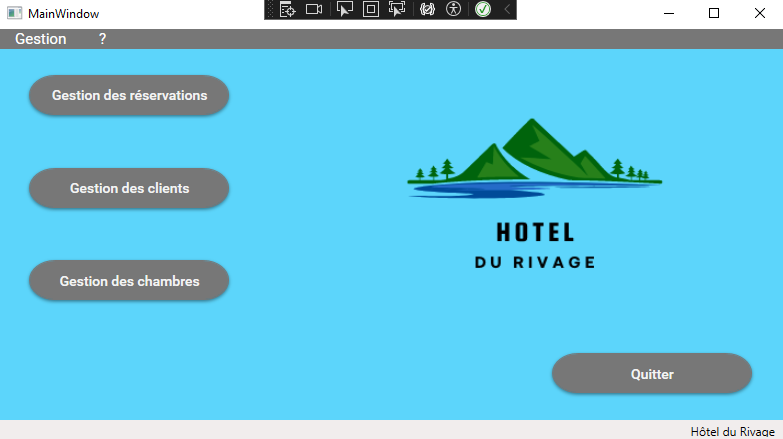 MainWindow
Gestion ?
Gestion des réservations
Gestion des clients
Gestion des chambres
HOTEL
DU RIVAGE
Quitter
Hôtel du Rivage